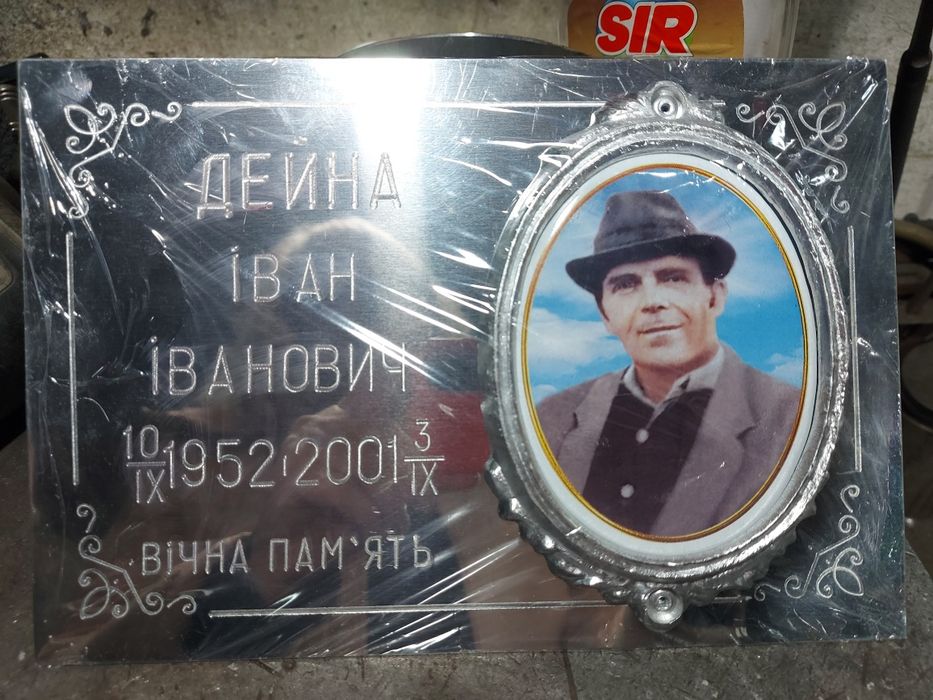 SIR
ДЕЙНА
ІВАН
ІВАНОВИЧ
10/IX 1952 2001 3/IX
ВІЧНА ПАМ'ЯТЬ